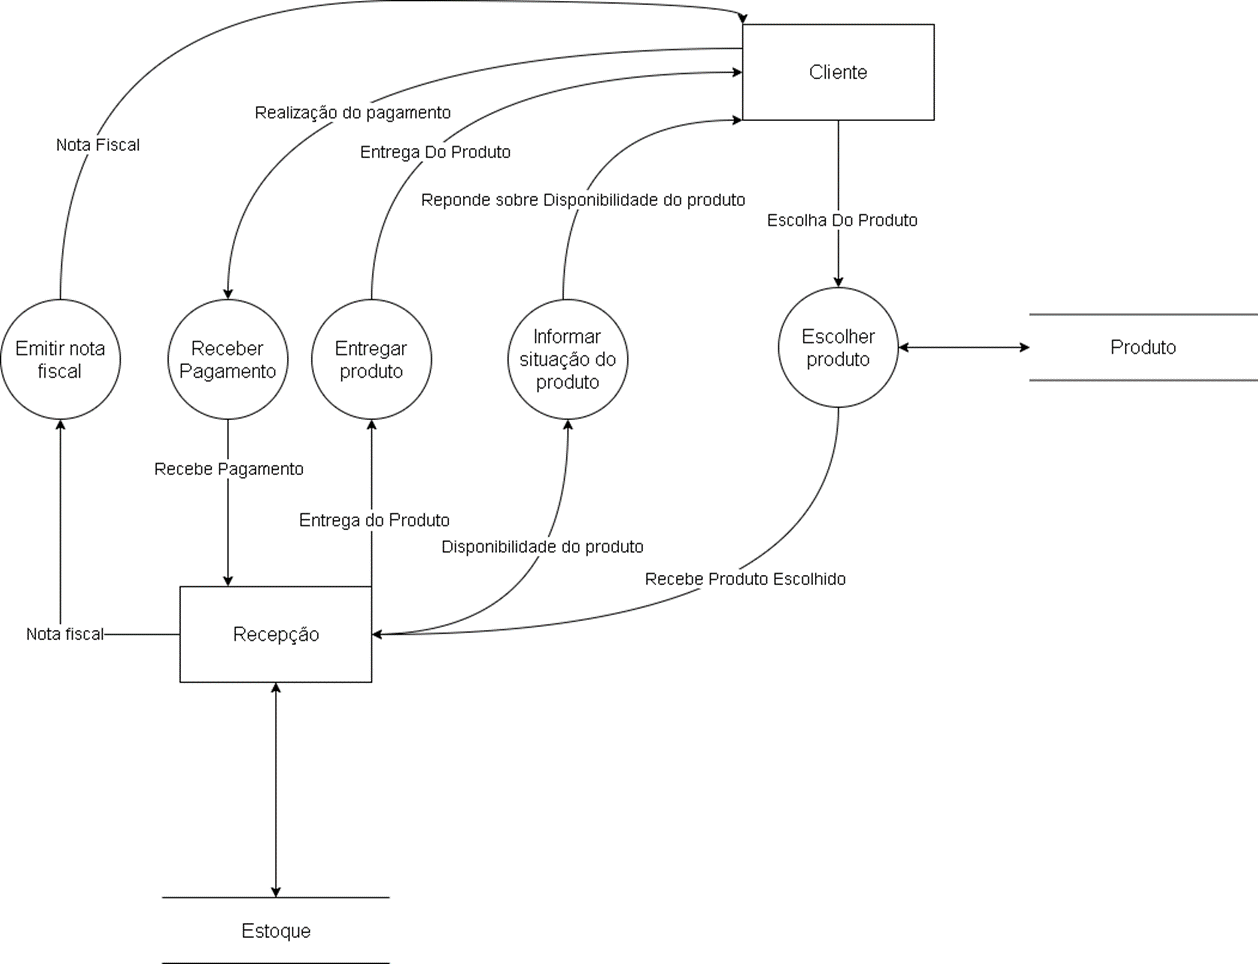 Cliente
Realização do pagamento
Nota Fiscal
Entrega Do Produto
Reponde sobre Disponibilidade do produto
Escolha Do Produto
Emitir nota
fiscal
Receber
Pagamento
Entregar
produto
Informar
situação do
produto
Escolher
produto
Produto
Recebe Pagamento
Entrega do Produto
Disponibilidade do produto
Recebe Produto Escolhido
Nota fiscal
Recepção
Estoque